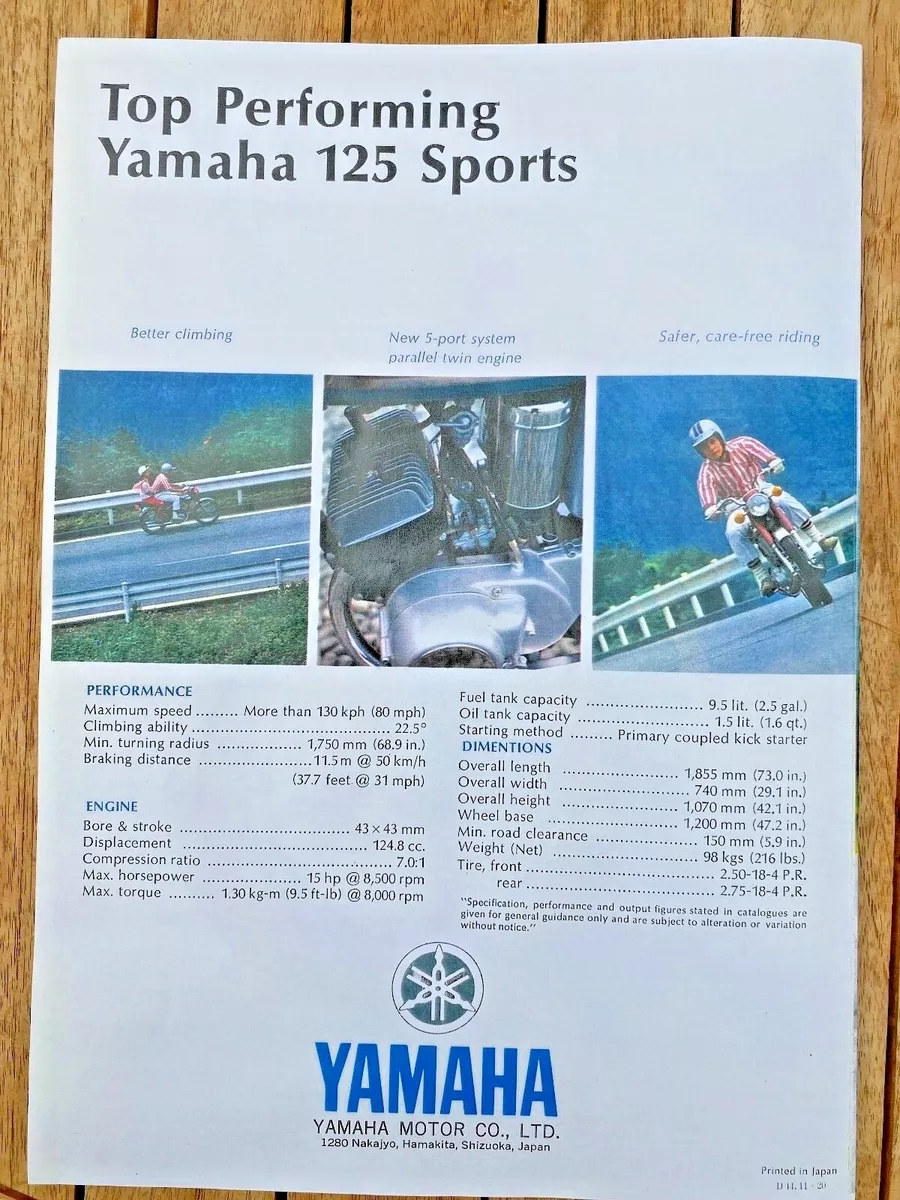 Top Performing
Yamaha 125 Sports
Better climbing
New 5-port system
parallel twin engine
Safer, care-free riding
PERFORMANCE
Maximum speed ......... More than 130 kph (80 mph)
Climbing ability ................................................ 22.5°
Min. turning radius .................. 1,750 mm (68.9 in.)
Braking distance ........................ 11.5 m @ 50 km/h
(37.7 feet @ 31 mph)
ENGINE
Bore & stroke .................................... 43 × 43 mm
Displacement ........................................ 124.8 cc.
Compression ratio ....................................... 7.0:1
Max. horsepower ..................... 15 hp @ 8,500 rpm
Max. torque .......... 1.30 kg-m (9.5 ft-lb) @ 8,000 rpm
Fuel tank capacity ......................... 9.5 lit. (2.5 gal.)
Oil tank capacity ............................ 1.5 lit. (1.6 qt.)
Starting method ......... Primary coupled kick starter
DIMENTIONS
Overall length ......................... 1,855 mm (73.0 in.)
Overall width ............................ 740 mm (29.1 in.)
Overall height ......................... 1,070 mm (42.1 in.)
Wheel base ............................ 1,200 mm (47.2 in.)
Min. road clearance ...................... 150 mm (5.9 in.)
Weight (Net) ............................... 98 kgs (216 lbs.)
Tire, front ........................................ 2.50-18-4 P.R.
rear ........................................ 2.75-18-4 P.R.
"Specification, performance and output figures stated in catalogues are
given for general guidance only and are subject to alteration or variation
without notice."
YAMAHA
YAMAHA MOTOR CO., LTD.
1280 Nakajyo, Hamakita, Shizuoka, Japan
Printed in Japan